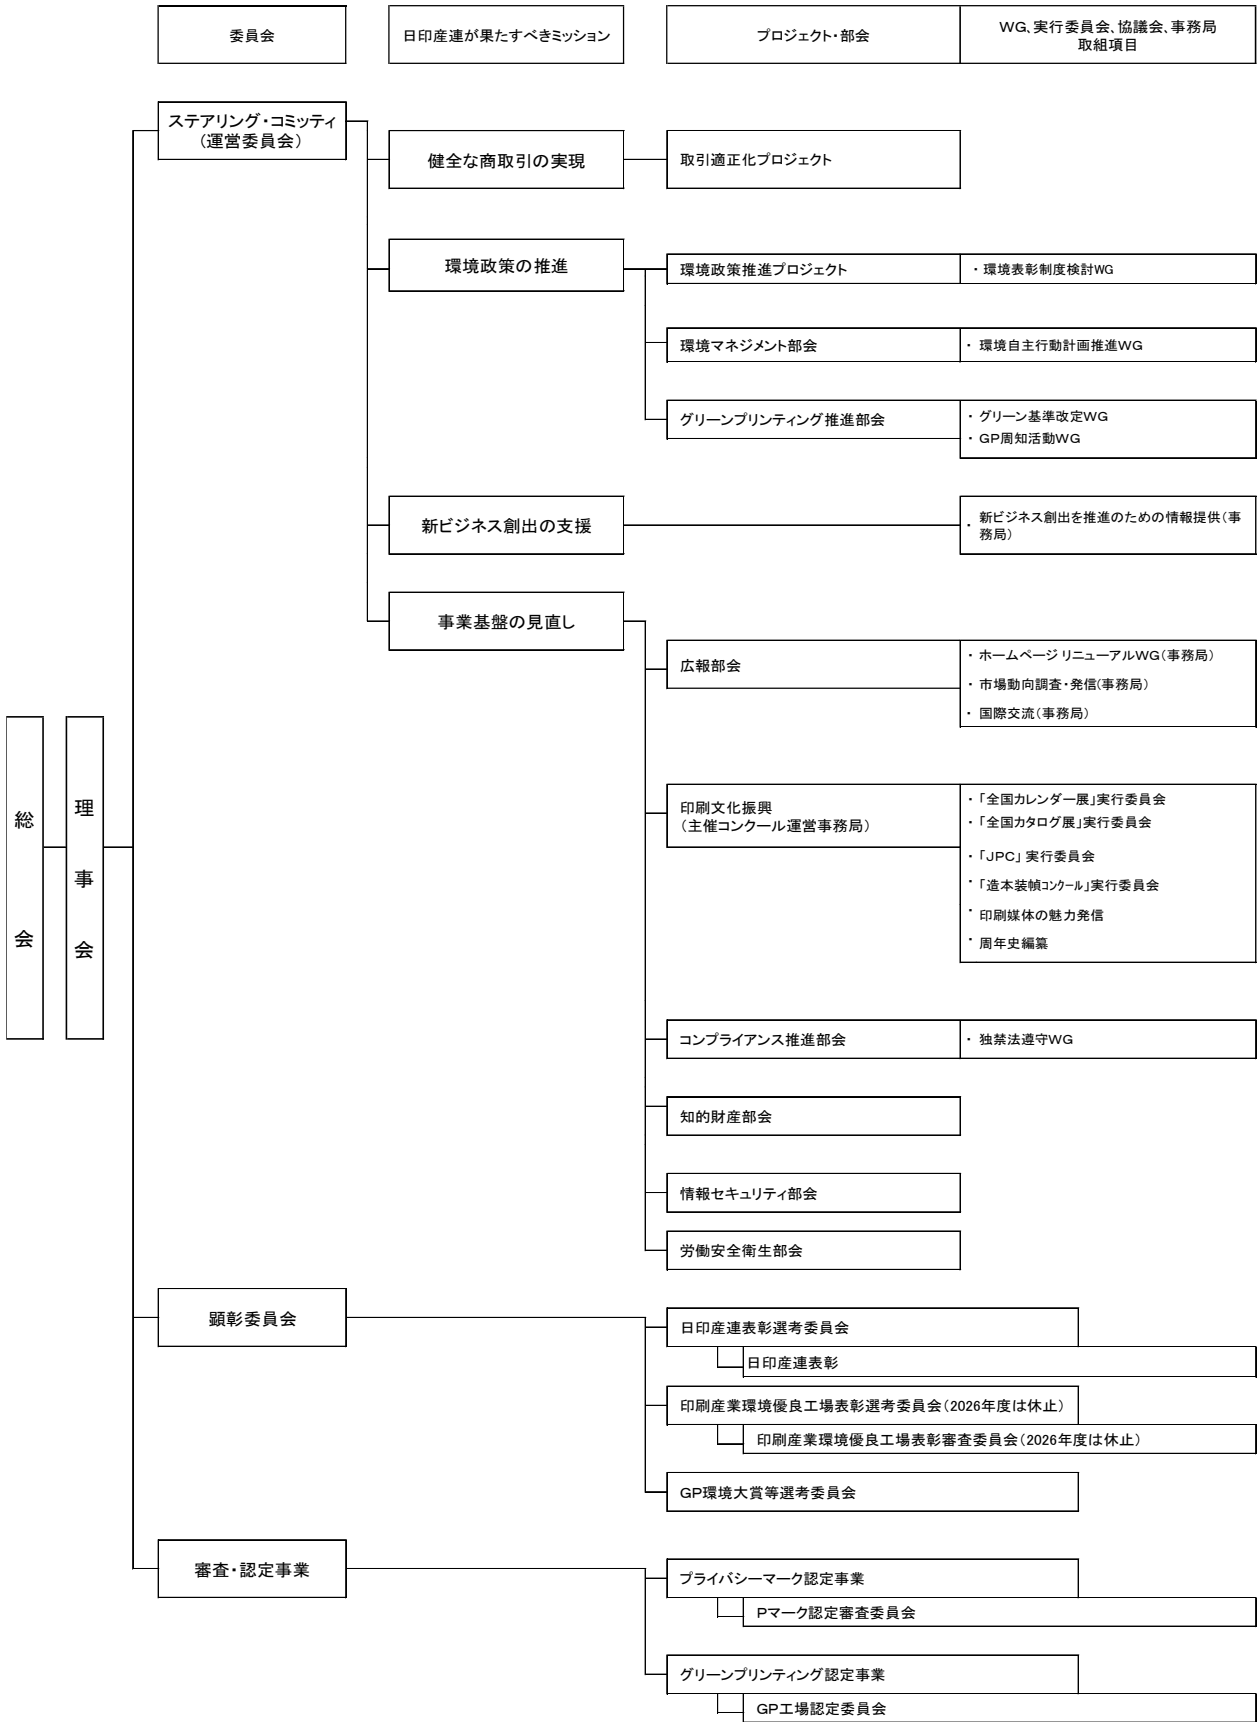 委員会
日印産連が果たすべきミッション
プロジェクト・部会
WG、実行委員会、協議会、事務局
取組項目
総会
理事会
ステアリング・コミッティ
(運営委員会)
健全な商取引の実現
取引適正化プロジェクト
環境政策の推進
環境政策推進プロジェクト
・環境表彰制度検討WG
環境マネジメント部会
・環境自主行動計画推進WG
グリーンプリンティング推進部会
・グリーン基準改定WG
・GP周知活動WG
新ビジネス創出の支援
・新ビジネス創出を推進のための情報提供(事
務局)
事業基盤の見直し
広報部会
・ホームページリニューアルWG(事務局)
・市場動向調査・発信(事務局)
・国際交流(事務局)
印刷文化振興
(主催コンクール運営事務局)
・「全国カレンダー展」実行委員会
・「全国カタログ展」実行委員会
・「JPC」実行委員会
・「造本装幀ｺﾝｸｰﾙ」実行委員会
・印刷媒体の魅力発信
・周年史編纂
コンプライアンス推進部会
・独禁法遵守WG
知的財産部会
情報セキュリティ部会
労働安全衛生部会
顕彰委員会
日印産連表彰選考委員会
日印産連表彰
印刷産業環境優良工場表彰選考委員会(2026年度は休止)
印刷産業環境優良工場表彰審査委員会(2026年度は休止)
GP環境大賞等選考委員会
審査・認定事業
プライバシーマーク認定事業
Pマーク認定審査委員会
グリーンプリンティング認定事業
GP工場認定委員会